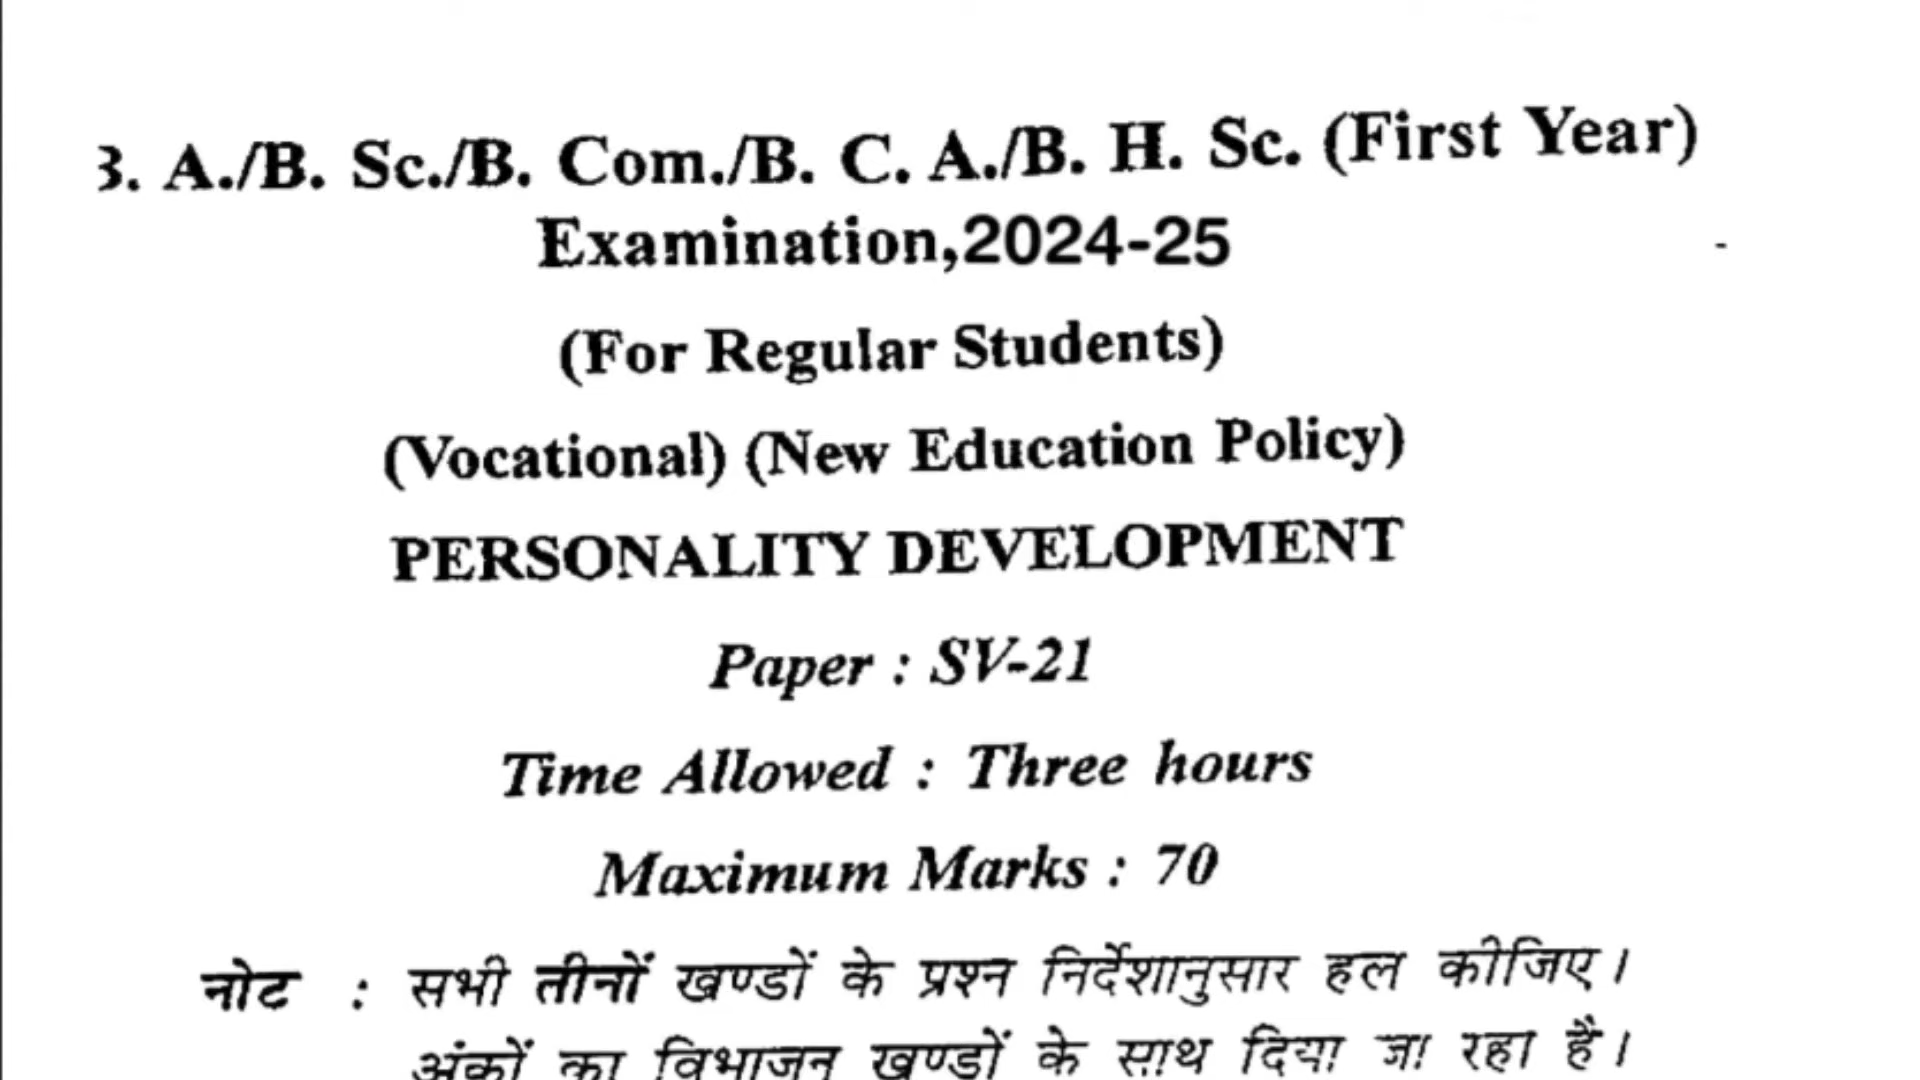 B. A./B. Sc./B. Com./B. C. A./B. H. Sc. (First Year)
Examination,2024-25
(For Regular Students)
(Vocational) (New Education Policy)
PERSONALITY DEVELOPMENT
Paper : SV-21
Time Allowed : Three hours
Maximum Marks : 70
नोट : सभी तीनों खण्डों के प्रश्न निर्देशानुसार हल कीजिए।
अंकों का विभाजन खण्डों के साथ दिया जा रहा है।